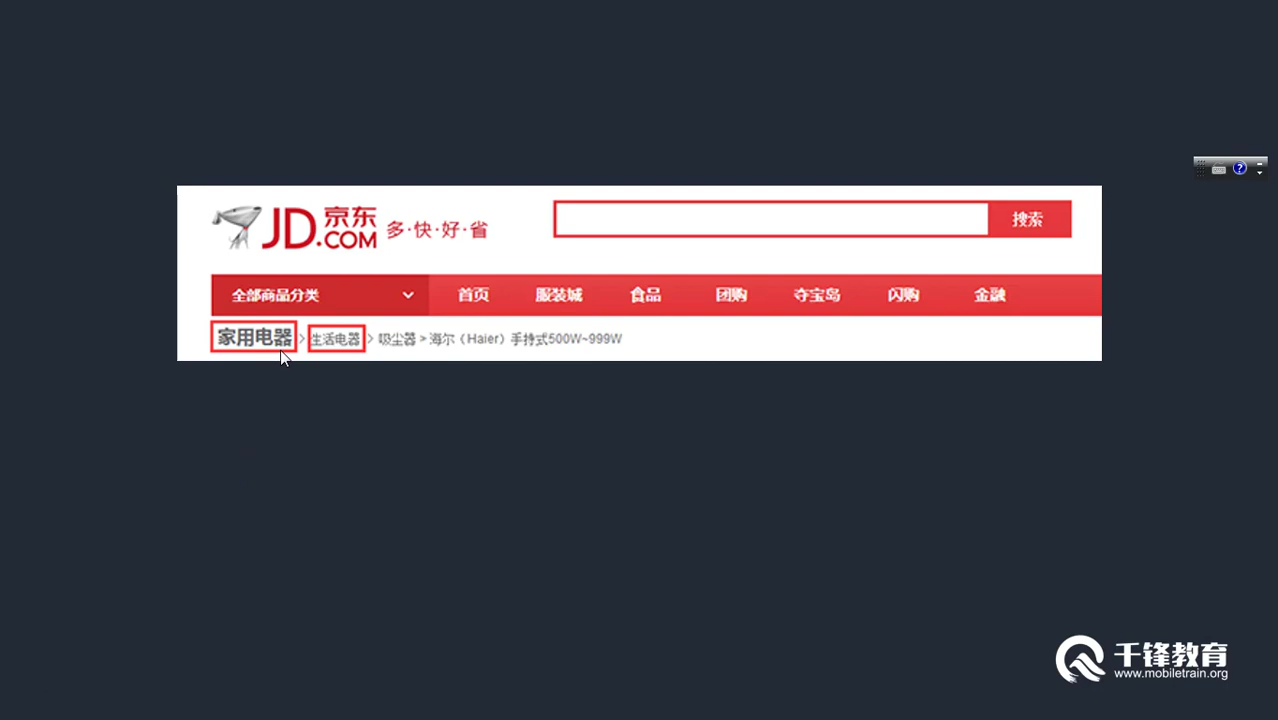 JD.COM 京东 多·快·好·省 搜索
全部商品分类 首页 服装城 食品 团购 夺宝岛 闪购 金融
家用电器 > 生活电器 > 吸尘器 > 海尔（Haier）手持式500W~999W
千锋教育
www.mobiletrain.org